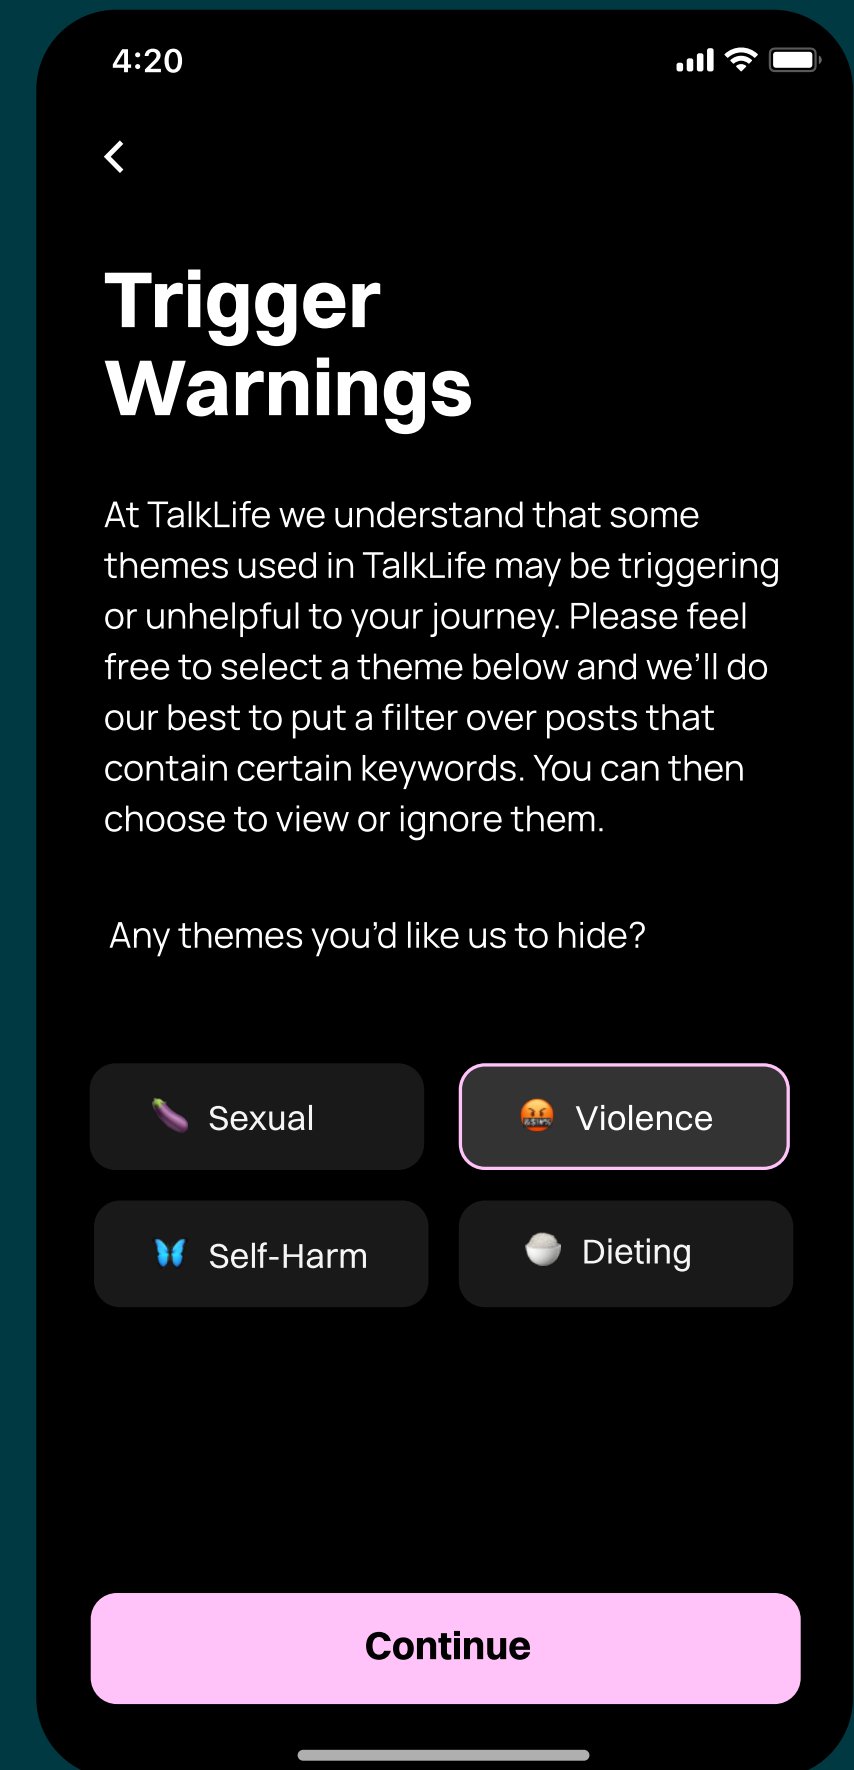 4:20
Trigger
Warnings
At TalkLife we understand that some
themes used in TalkLife may be triggering
or unhelpful to your journey. Please feel
free to select a theme below and we’ll do
our best to put a filter over posts that
contain certain keywords. You can then
choose to view or ignore them.
Any themes you’d like us to hide?
Sexual
Violence
Self-Harm
Dieting
Continue